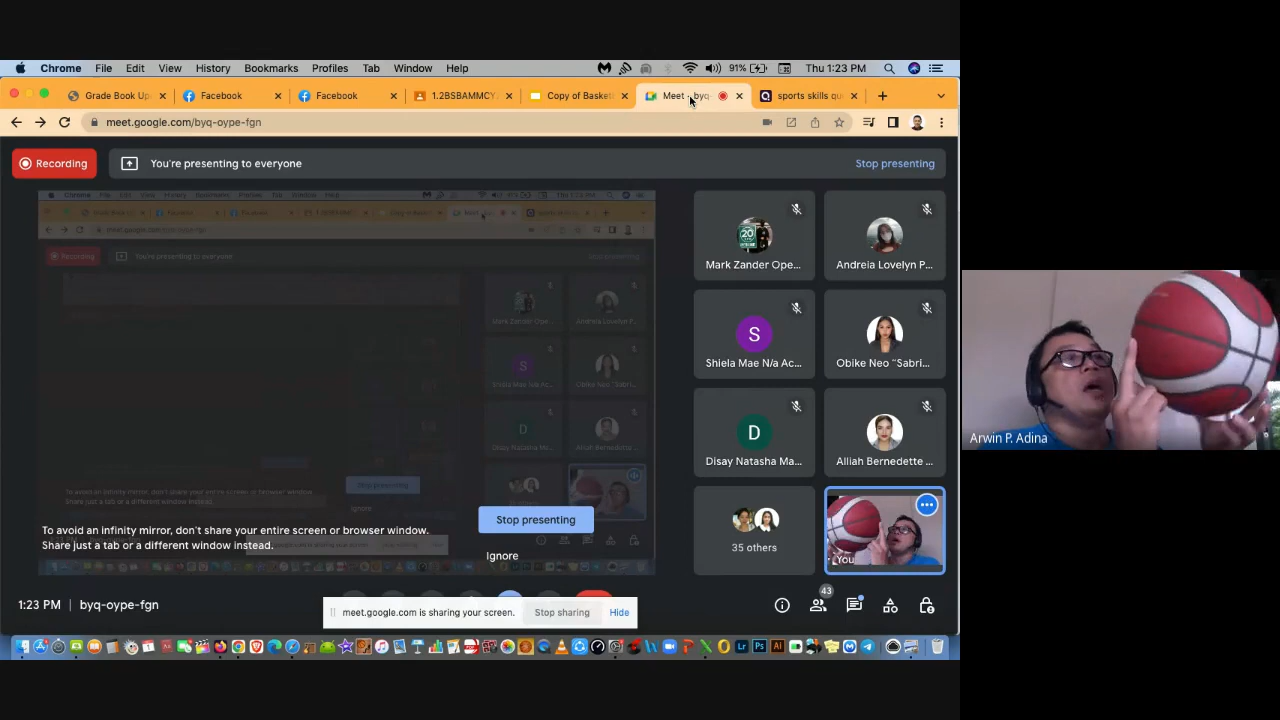 Chrome File Edit View History Bookmarks Profiles Tab Window Help 91% Thu 1:23 PM
Grade Book Up Facebook Facebook 1.2BSBAMMCY Copy of Basket Meet - byq- sports skills qu
meet.google.com/byq-oype-fgn
Recording You're presenting to everyone Stop presenting
Mark Zander Ope... Andreia Lovelyn P...
S
Shiela Mae N/a Ac... Obike Neo “Sabri...
D
Disay Natasha Ma... Alliah Bernedette ...
Arwin P. Adina
35 others You
To avoid an infinity mirror, don't share your entire screen or browser window.
Share just a tab or a different window instead.
Stop presenting
Ignore
1:23 PM | byq-oype-fgn
meet.google.com is sharing your screen. Stop sharing Hide
43